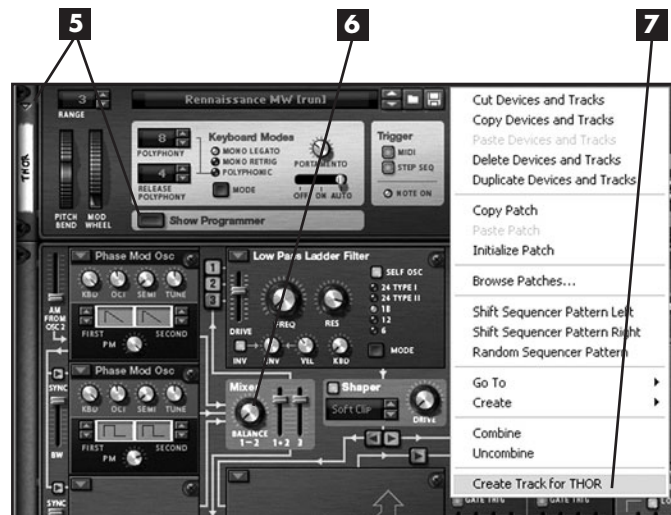 5
6
7
3
RANGE
Rennaissance MW [run]
THOR
PITCH BEND
MOD WHEEL
8
POLYPHONY
4
RELEASE POLYPHONY
Keyboard Modes
MONO LEGATO
MONO RETRIG
POLYPHONIC
MODE
PORTAMENTO
OFF ON AUTO
Trigger
MIDI
STEP SEQ
NOTE ON
Show Programmer
AM FROM OSC 2
SYNC
BW
SYNC
Phase Mod Osc
KBD OCT SEMI TUNE
FIRST SECOND
PM
Phase Mod Osc
KBD OCT SEMI TUNE
FIRST SECOND
PM
1
2
3
Low Pass Ladder Filter
DRIVE
FREQ
RES
SELF OSC
24 TYPE I
24 TYPE II
18
12
6
MODE
INV ENV VEL KBD
Mixer
BALANCE
1-2 1+2 3
Shaper
Soft Clip
DRIVE
Cut Devices and Tracks
Copy Devices and Tracks
Paste Devices and Tracks
Delete Devices and Tracks
Duplicate Devices and Tracks
Copy Patch
Paste Patch
Initialize Patch
Browse Patches...
Shift Sequencer Pattern Left
Shift Sequencer Pattern Right
Random Sequencer Pattern
Go To
Create
Combine
Uncombine
Create Track for THOR
GATE TRIG GATE TRIG